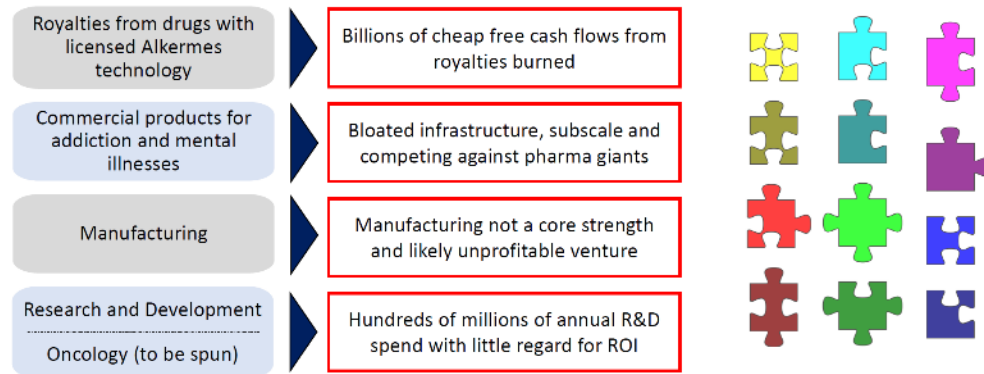 Royalties from drugs with
licensed Alkermes
technology
Billions of cheap free cash flows from
royalties burned
Commercial products for
addiction and mental
illnesses
Bloated infrastructure, subscale and
competing against pharma giants
Manufacturing
Manufacturing not a core strength
and likely unprofitable venture
Research and Development
Oncology (to be spun)
Hundreds of millions of annual R&D
spend with little regard for ROI